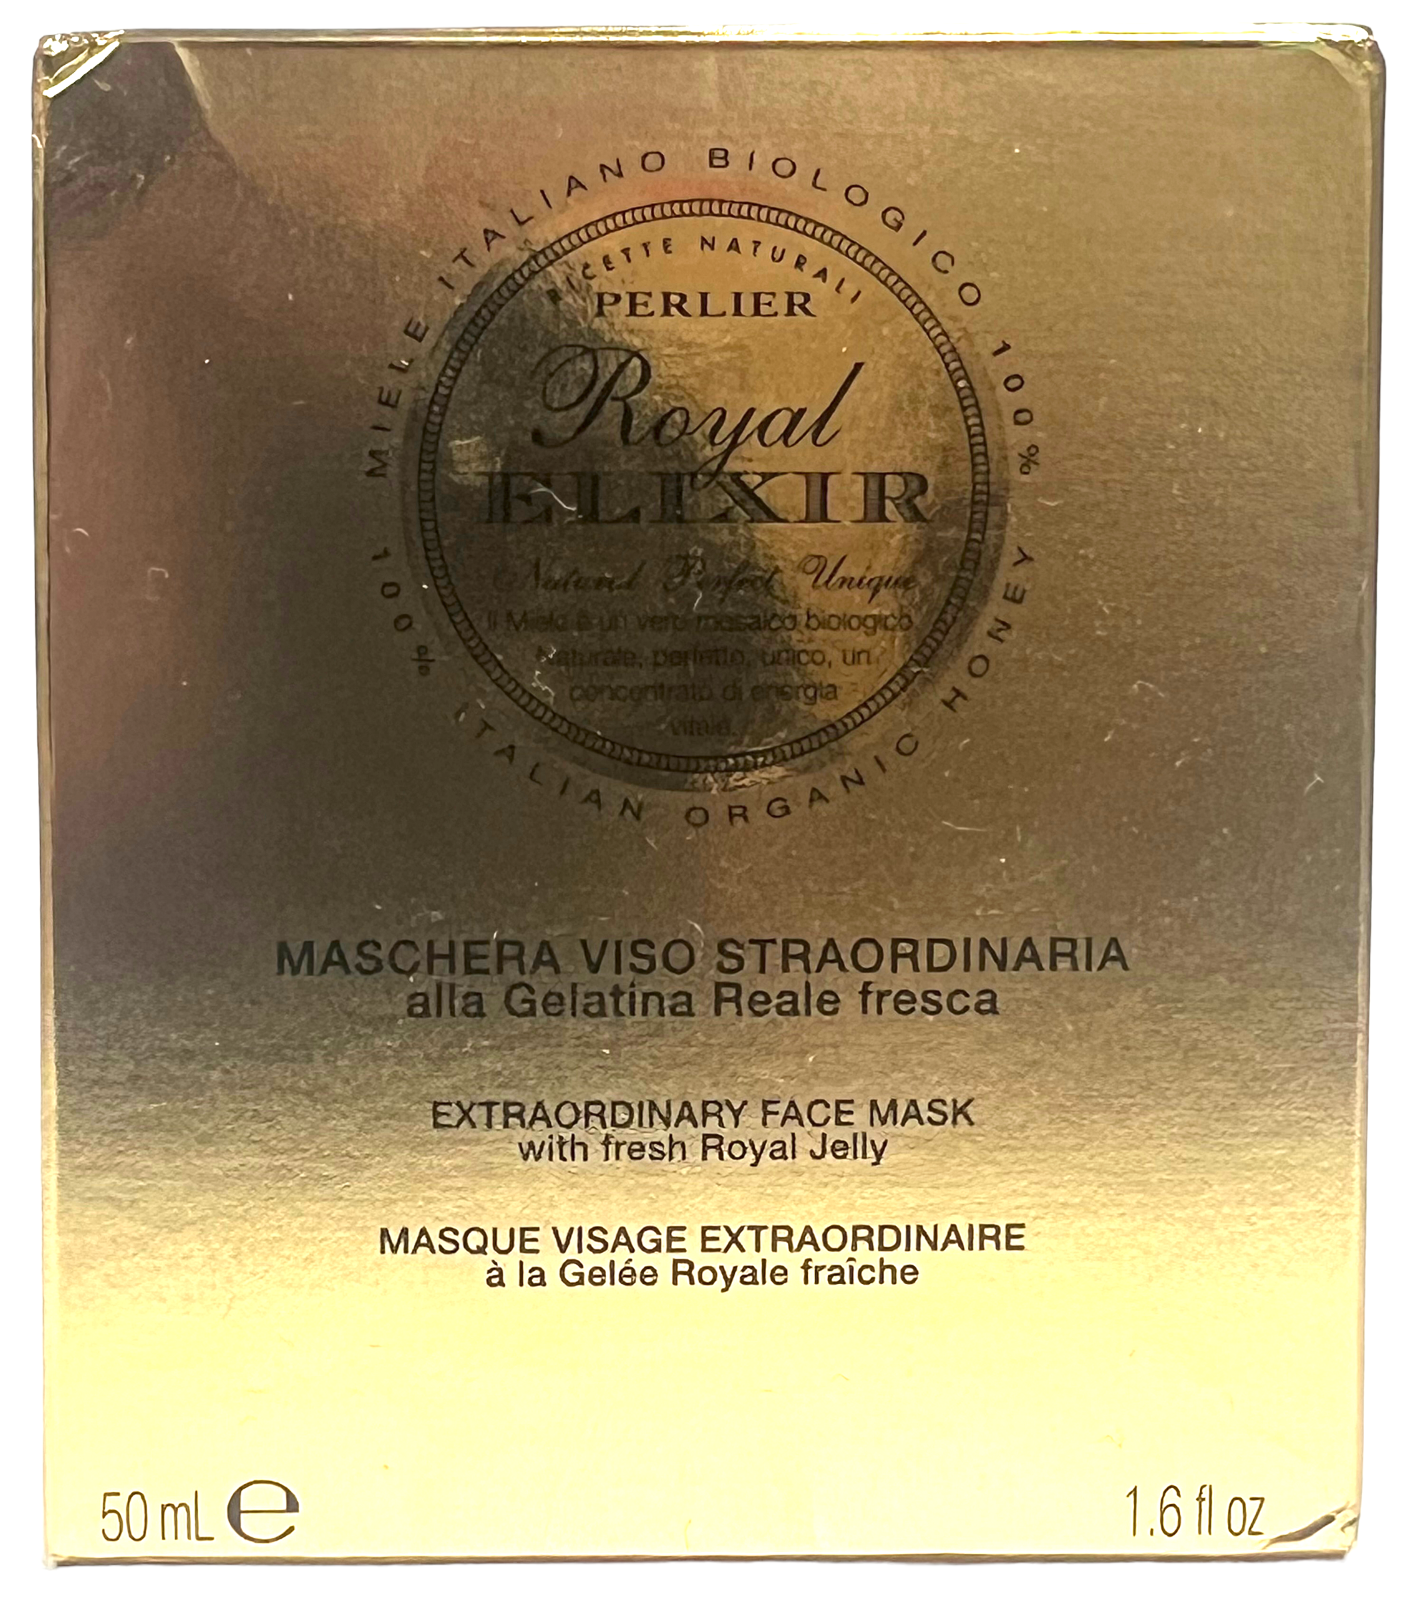 MIELE ITALIANO BIOLOGICO 100%
RICETTE NATURALI
PERLIER
Royal
ELIXIR
Natural Perfect Unique
Il Miele è un vero mosaico biologico
Naturale, perfetto, unico, un
concentrato di energia
vitale.
100% ITALIAN ORGANIC HONEY
MASCHERA VISO STRAORDINARIA
alla Gelatina Reale fresca
EXTRAORDINARY FACE MASK
with fresh Royal Jelly
MASQUE VISAGE EXTRAORDINAIRE
à la Gelée Royale fraîche
50 mL e
1.6 fl oz